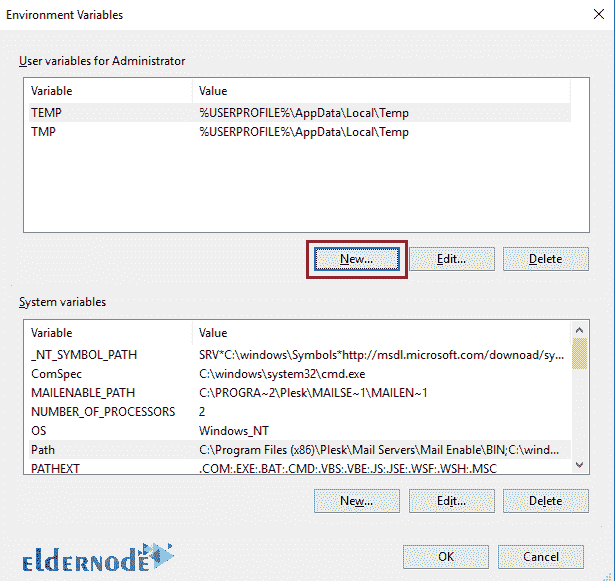 Environment Variables
User variables for Administrator
Variable Value
TEMP %USERPROFILE%\AppData\Local\Temp
TMP %USERPROFILE%\AppData\Local\Temp
New... Edit... Delete
System variables
Variable Value
_NT_SYMBOL_PATH SRV*C:\windows\Symbols*http://msdl.microsoft.com/downoad/sy...
ComSpec C:\windows\system32\cmd.exe
MAILENABLE_PATH C:\PROGRA~2\Plesk\MAILSE~1\MAILEN~1
NUMBER_OF_PROCESSORS 2
OS Windows_NT
Path C:\Program Files (x86)\Plesk\Mail Servers\Mail Enable\BIN;C:\wind...
PATHEXT .COM;.EXE;.BAT;.CMD;.VBS;.VBE;.JS;.JSE;.WSF;.WSH;.MSC
New... Edit... Delete
eldernode
OK Cancel